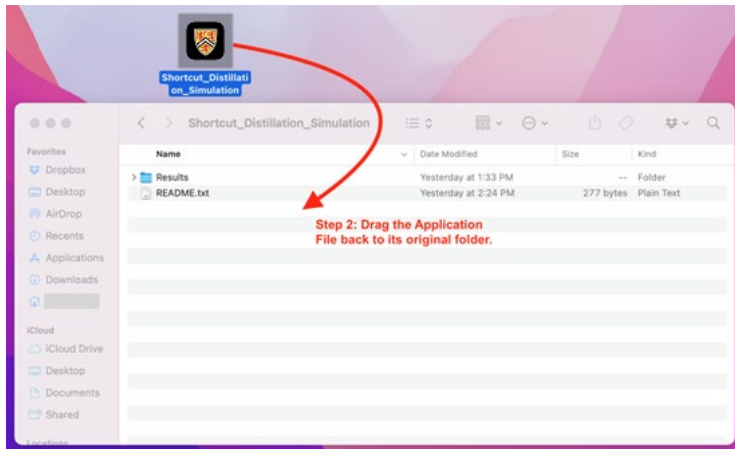 Shortcut_Distillati
on_Simulation
Shortcut_Distillation_Simulation
Favorites
Dropbox
Desktop
AirDrop
Recents
Applications
Downloads
iCloud
iCloud Drive
Desktop
Documents
Shared
Locations
Name Date Modified Size Kind
Results Yesterday at 1:33 PM -- Folder
README.txt Yesterday at 2:24 PM 277 bytes Plain Text
Step 2: Drag the Application
File back to its original folder.